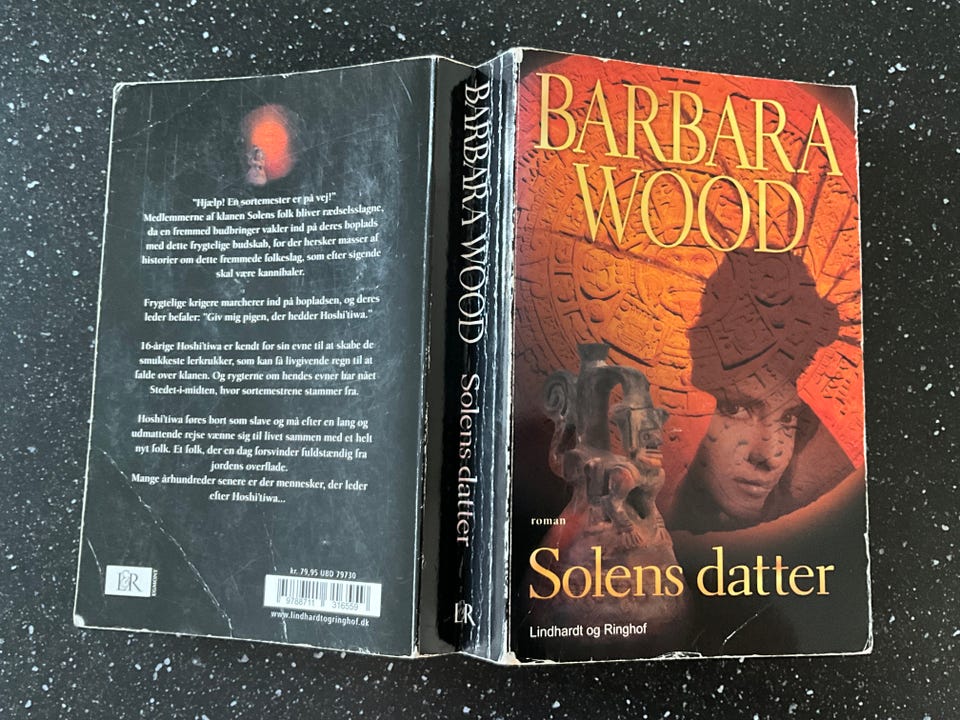 "Hjælp! En sortemester er på vej!"
Medlemmerne af klanen Solens folk bliver rædselsslagne,
da en fremmed budbringer vakler ind på deres boplads
med dette frygtelige budskab, for der hersker masser af
historier om dette fremmede folkeslag, som efter sigende
skal være kannibaler.
Frygtelige krigere marcherer ind på bopladsen, og deres
leder befaler: "Giv mig pigen, der hedder Hoshi'tiwa."
16-årige Hoshi'tiwa er kendt for sin evne til at skabe de
smukkeste lerkrukker, som kan få livgivende regn til at
falde over klanen. Og rygterne om hendes evner har nået
Stedet-i-midten, hvor sortemestrene stammer fra.
Hoshi'tiwa føres bort som slave og må efter en lang og
udmattende rejse vænne sig til livet sammen med et helt
nyt folk. Et folk, der en dag forsvinder fuldstændig fra
jordens overflade.
Mange århundreder senere er der mennesker, der leder
efter Hoshi'tiwa...
L&R
EGMONT
kr. 79,95 UBD 79730
9788711 316559
www.lindhardtogringhof.dk
BARBARA WOOD Solens datter
L&R
BARBARA
WOOD
roman
Solens datter
Lindhardt og Ringhof